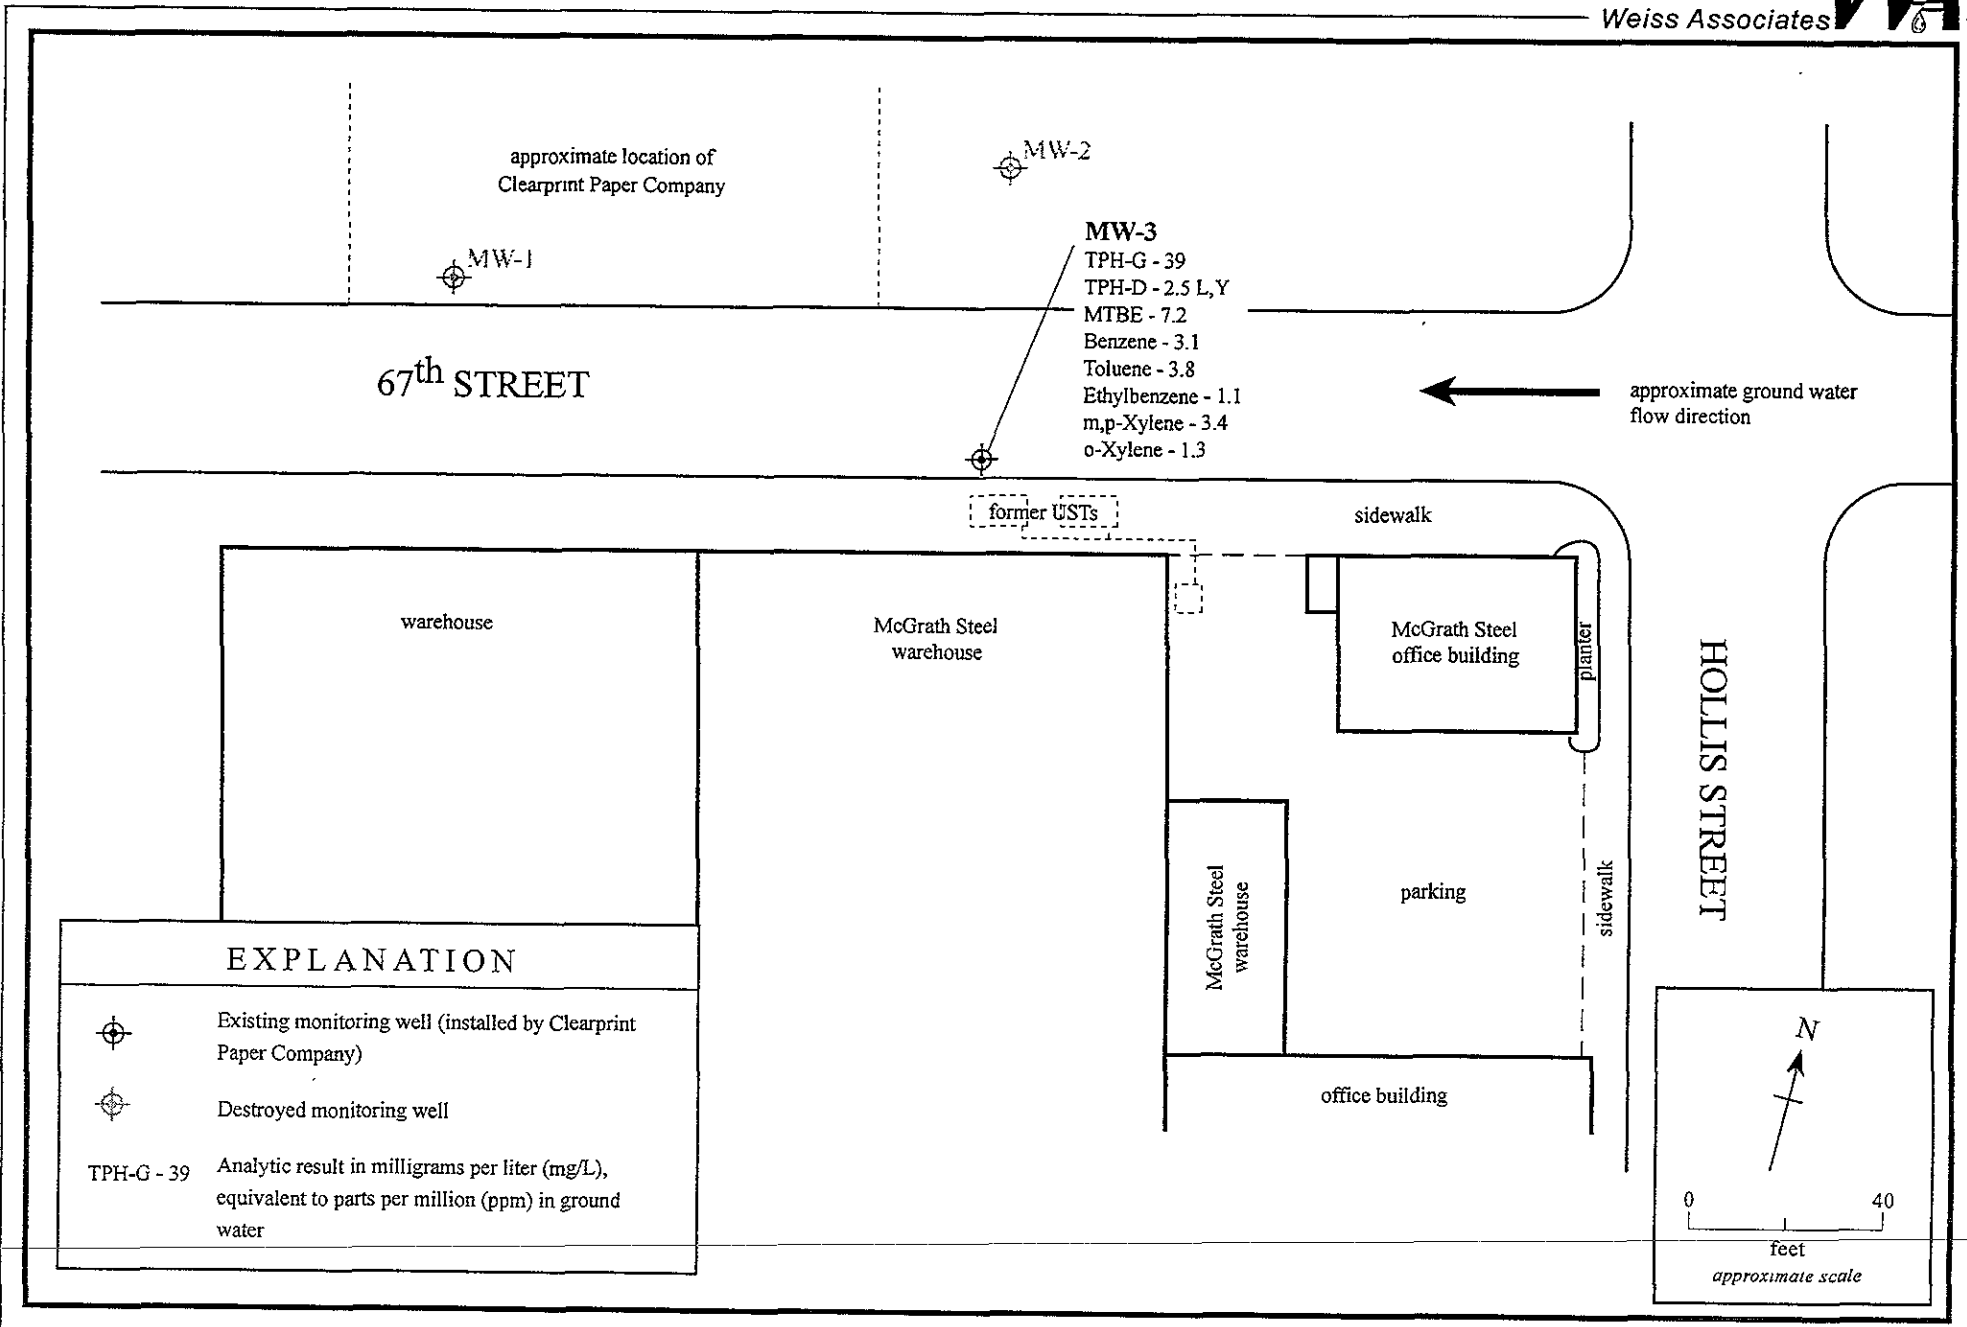 Weiss Associates
approximate location of
Clearprint Paper Company
MW-2
MW-1
MW-3
TPH-G - 39
TPH-D - 2.5 L,Y
MTBE - 7.2
Benzene - 3.1
Toluene - 3.8
Ethylbenzene - 1.1
m,p-Xylene - 3.4
o-Xylene - 1.3
67th STREET
approximate ground water
flow direction
former USTs
sidewalk
warehouse
McGrath Steel
warehouse
McGrath Steel
office building
planter
HOLLIS STREET
McGrath Steel
warehouse
parking
sidewalk
office building
EXPLANATION
Existing monitoring well (installed by Clearprint
Paper Company)
Destroyed monitoring well
TPH-G - 39
Analytic result in milligrams per liter (mg/L),
equivalent to parts per million (ppm) in ground
water
N
0 40
feet
approximate scale